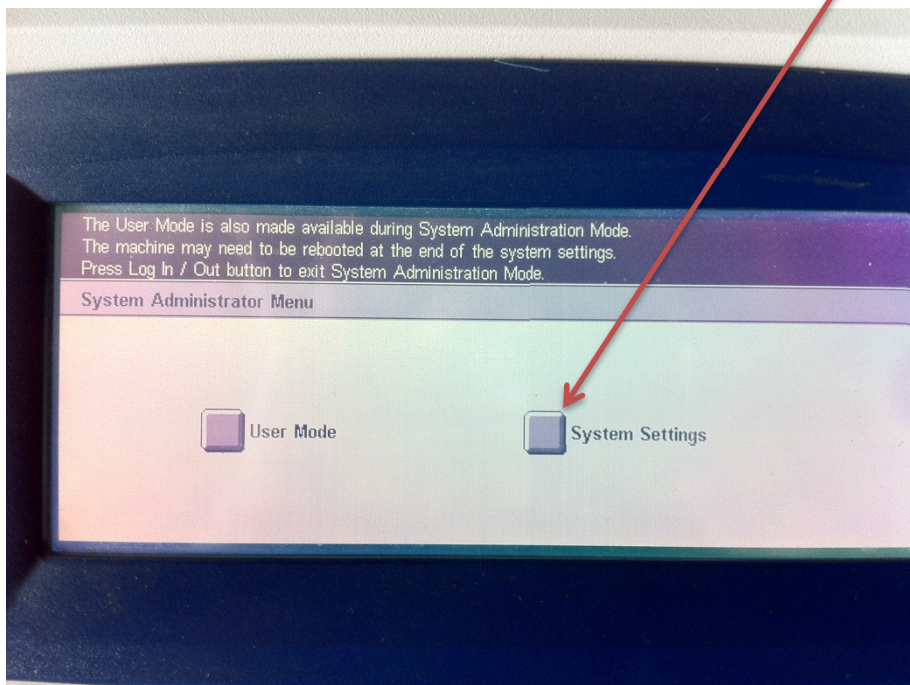 The User Mode is also made available during System Administration Mode.
The machine may need to be rebooted at the end of the system settings.
Press Log In / Out button to exit System Administration Mode.
System Administrator Menu
User Mode
System Settings